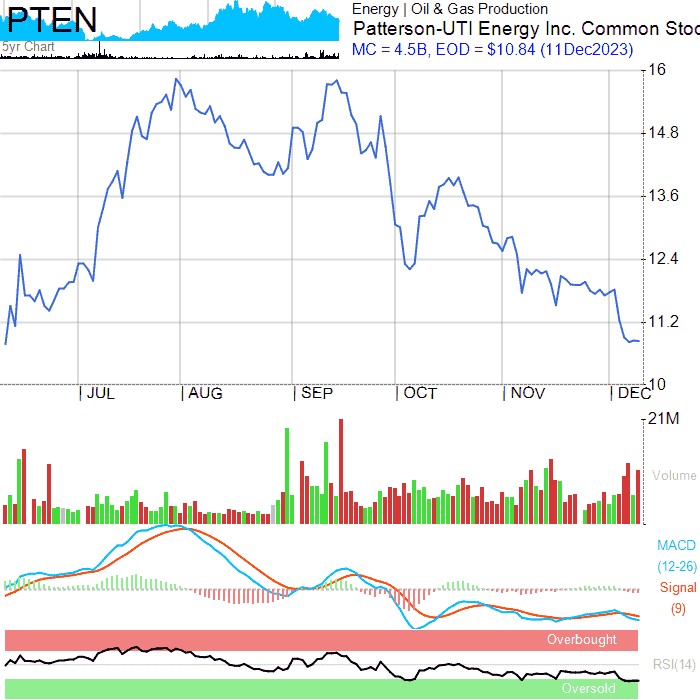 PTEN
5yr Chart
Energy | Oil & Gas Production
Patterson-UTI Energy Inc. Common Stoc
MC = 4.5B, EOD = $10.84 (11Dec2023)
16
14.8
13.6
12.4
11.2
10
| JUL | AUG | SEP | OCT | NOV | DEC
21M
Volume
MACD
(12-26)
Signal
(9)
Overbought
RSI(14)
Oversold